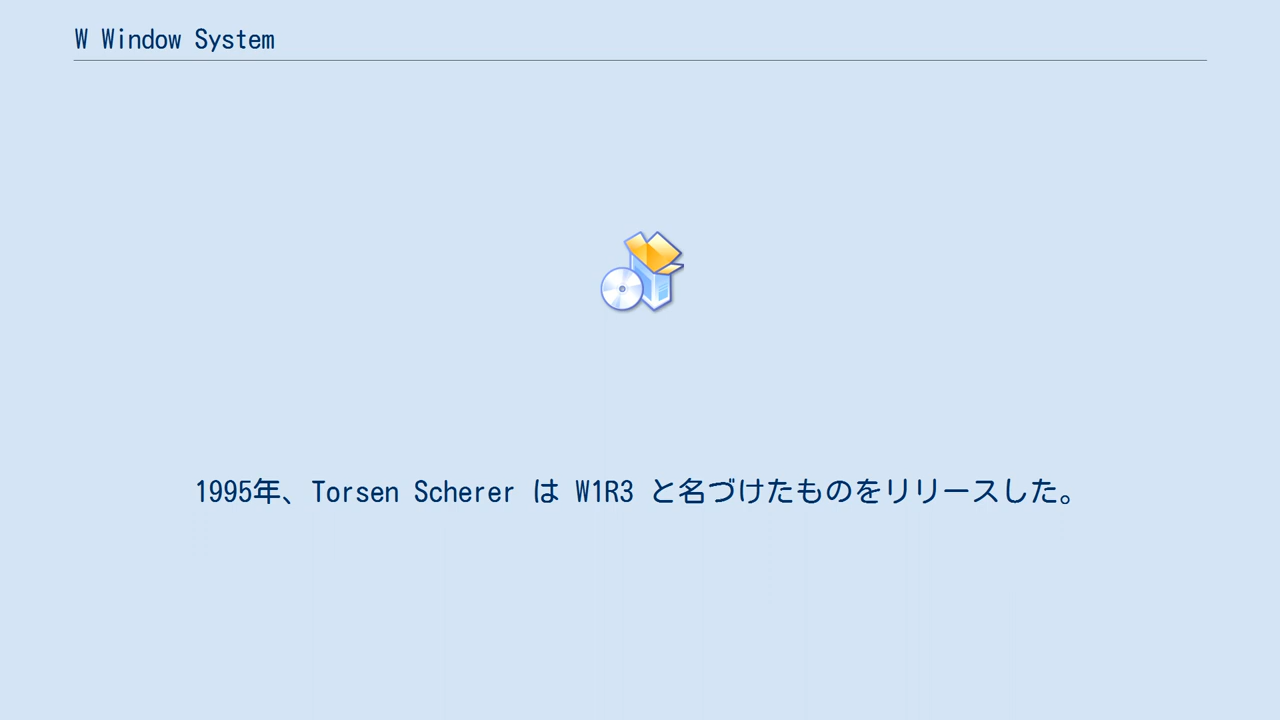 W Window System
1995年、Torsen Scherer は W1R3 と名づけたものをリリースした。